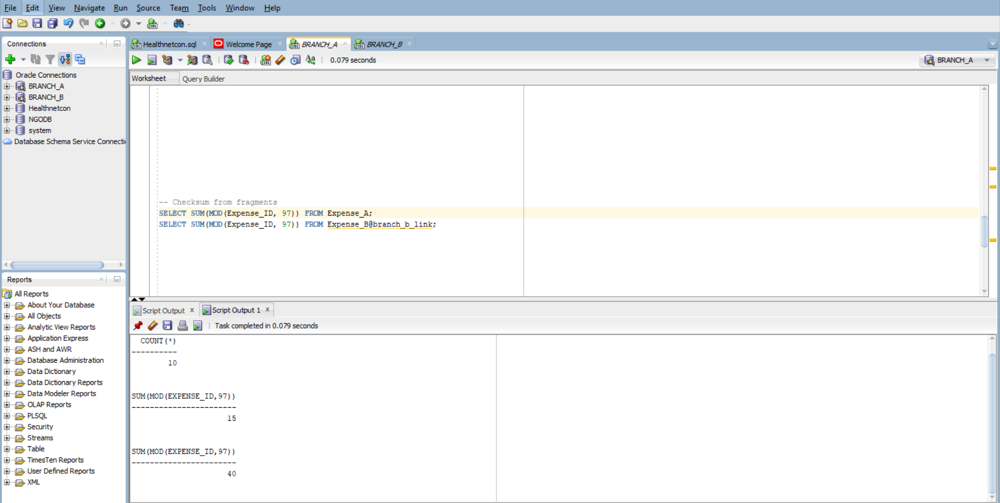 File Edit View Navigate Run Source Team Tools Window Help
Connections
Oracle Connections
BRANCH_A
BRANCH_B
Healthnetcon
NGODB
system
Database Schema Service Connecti
Reports
All Reports
About Your Database
All Objects
Analytic View Reports
Application Express
ASH and AWR
Database Administration
Data Dictionary
Data Dictionary Reports
Data Modeler Reports
OLAP Reports
PLSQL
Security
Streams
Table
TimesTen Reports
User Defined Reports
XML
Healthnetcon.sql Welcome Page BRANCH_A BRANCH_B
0.079 seconds BRANCH_A
Worksheet Query Builder
-- Checksum from fragments
SELECT SUM(MOD(Expense_ID, 97)) FROM Expense_A;
SELECT SUM(MOD(Expense_ID, 97)) FROM Expense_B@branch_b_link;
Script Output Script Output 1
Task completed in 0.079 seconds
COUNT(*)
----------
10
SUM(MOD(EXPENSE_ID,97))
-----------------------
15
SUM(MOD(EXPENSE_ID,97))
-----------------------
40